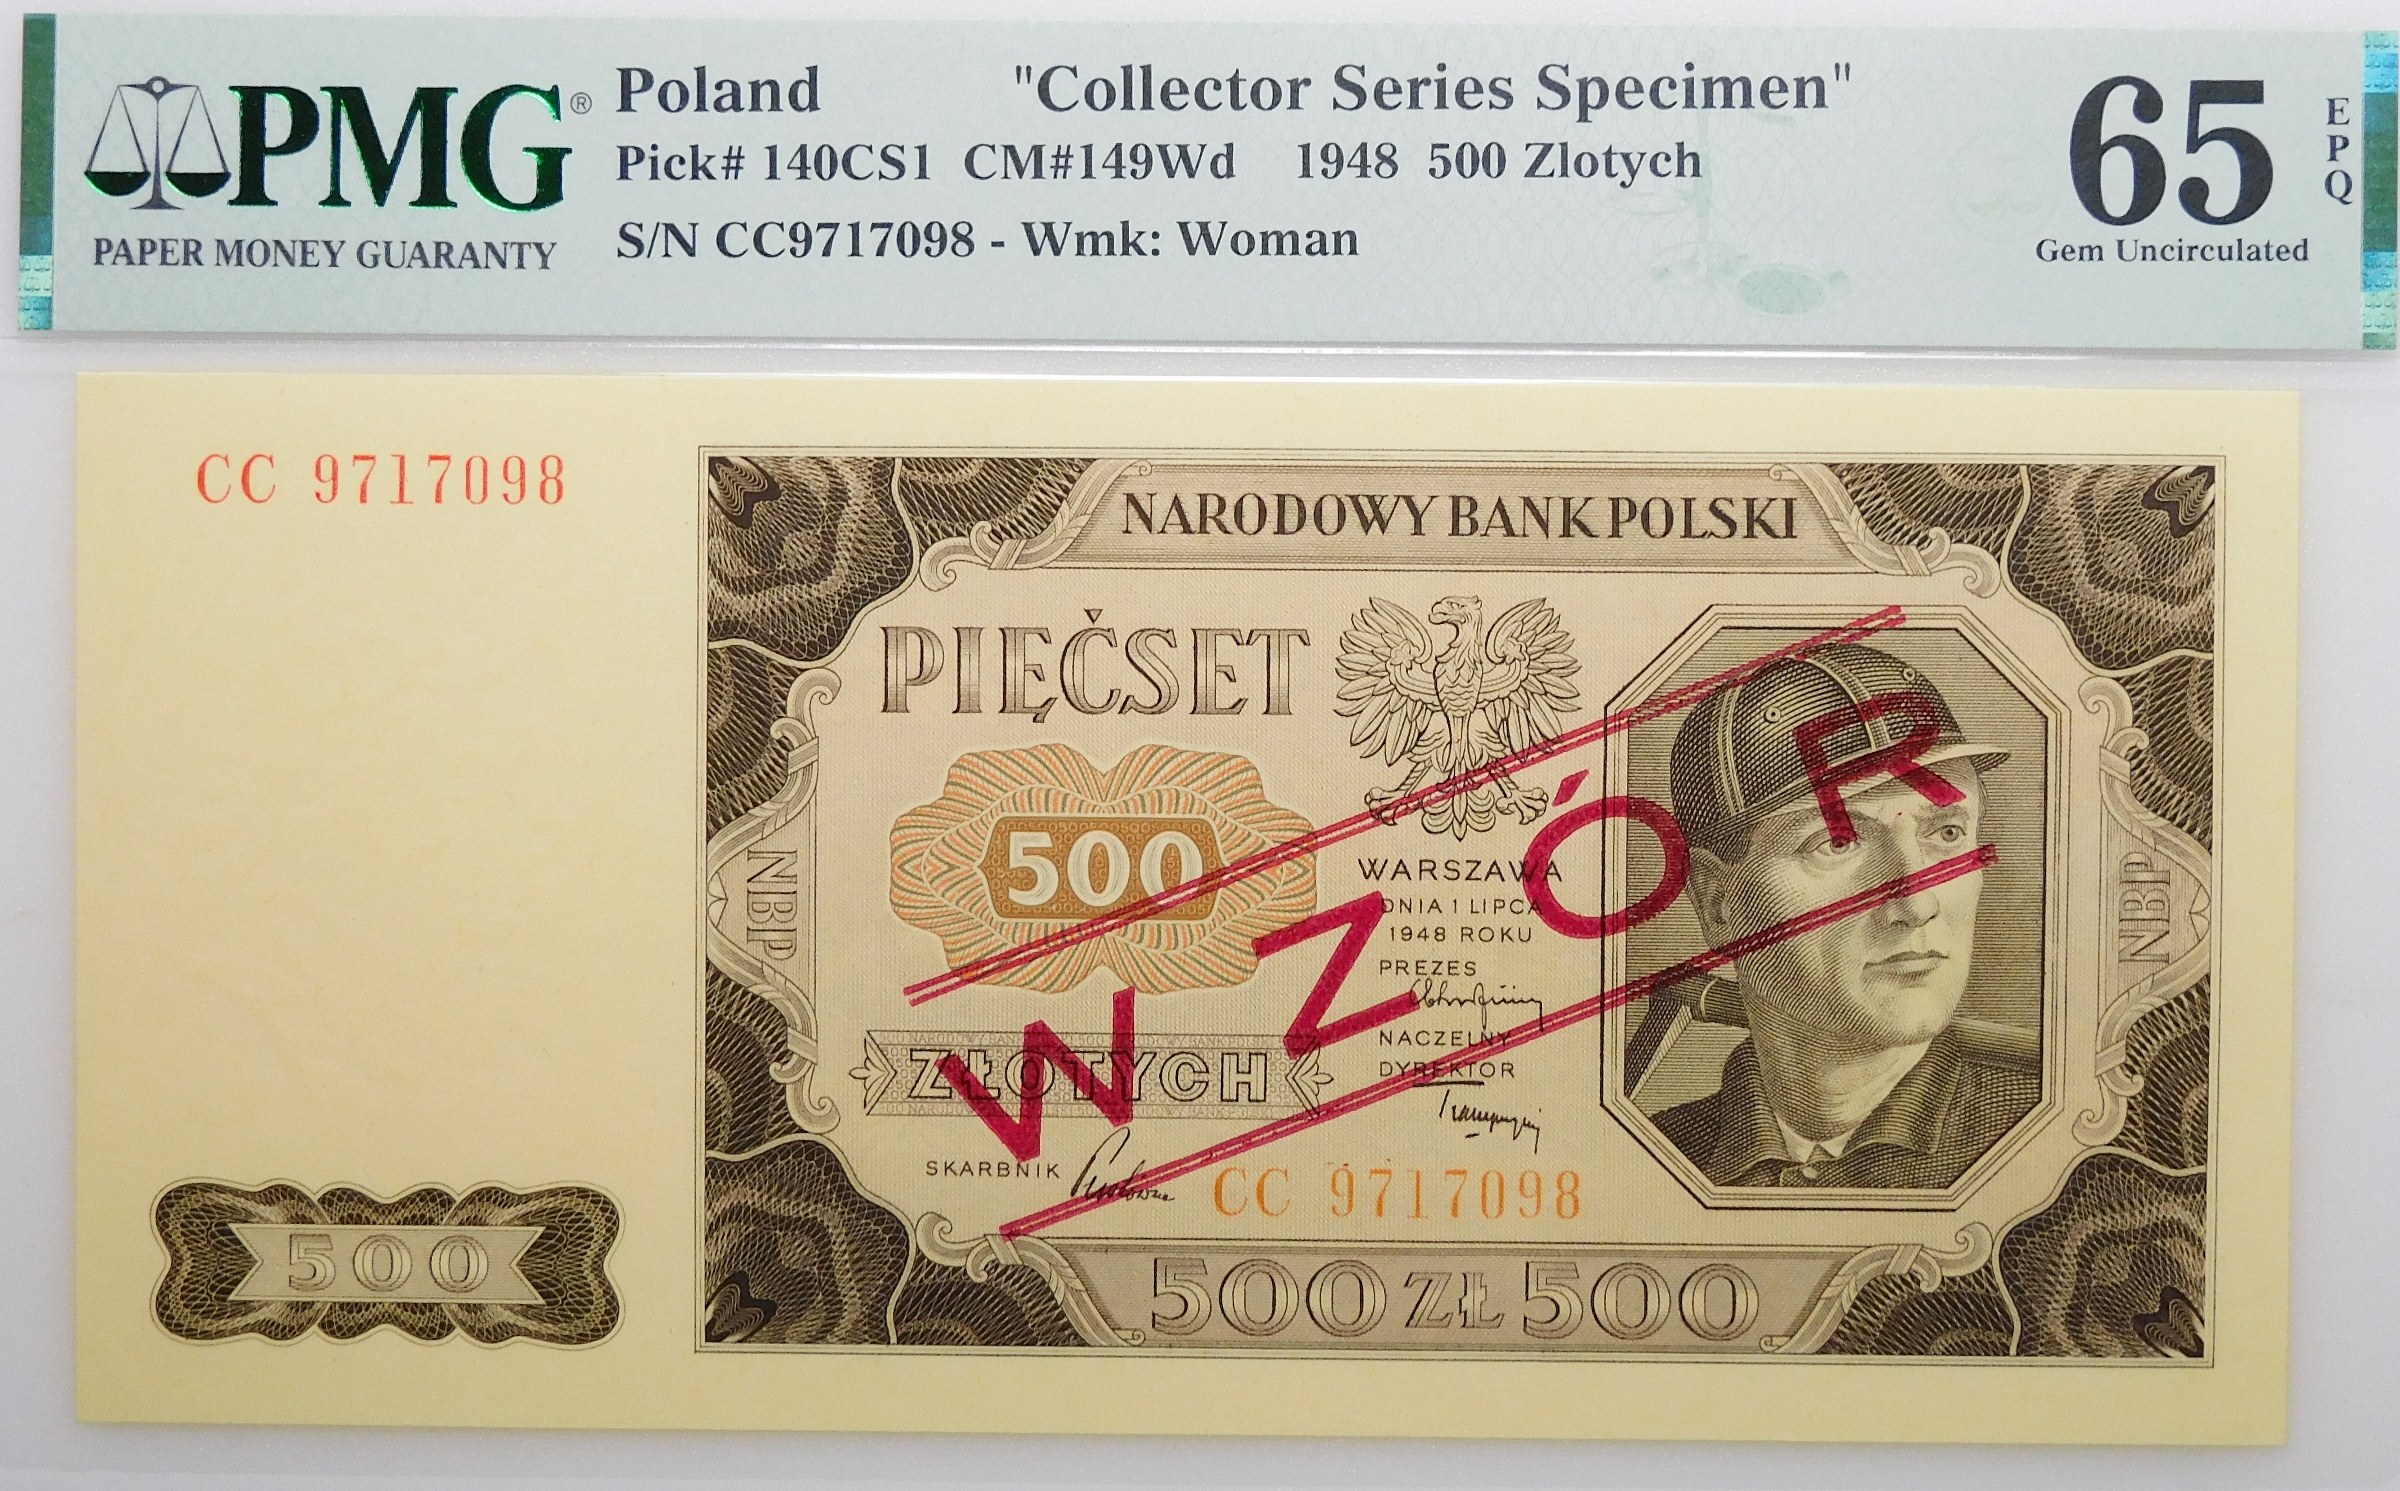 PMG®
PAPER MONEY GUARANTY
Poland "Collector Series Specimen"
Pick# 140CS1 CM#149Wd 1948 500 Zlotych
S/N CC9717098 - Wmk: Woman
65
EPQ
Gem Uncirculated
CC 9717098
NARODOWY BANK POLSKI
PIĘĆSET
500
NBP
NBP
WARSZAWA
DNIA 1 LIPCA
1948 ROKU
PREZES
NACZELNY
DYREKTOR
ZŁOTYCH
WZÓR
SKARBNIK
CC 9717098
500
500 ZŁ 500